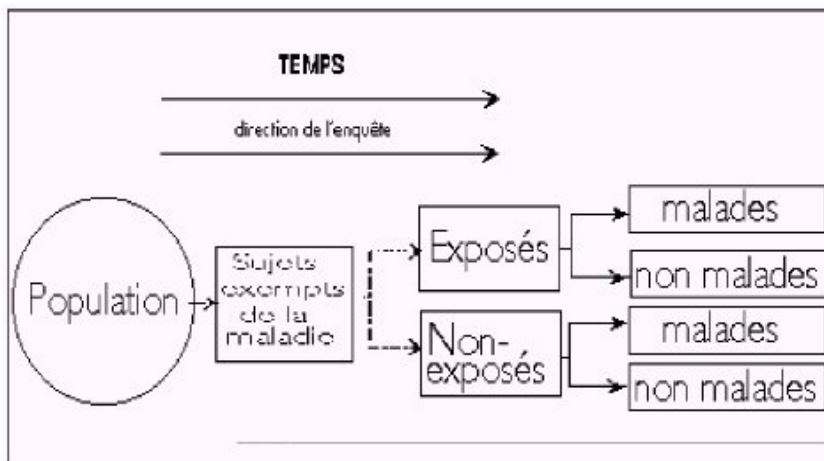 TEMPS
direction de l'enquête
Population
Sujets
exempts
de la
maladie
Exposés
malades
non malades
Non-
exposés
malades
non malades